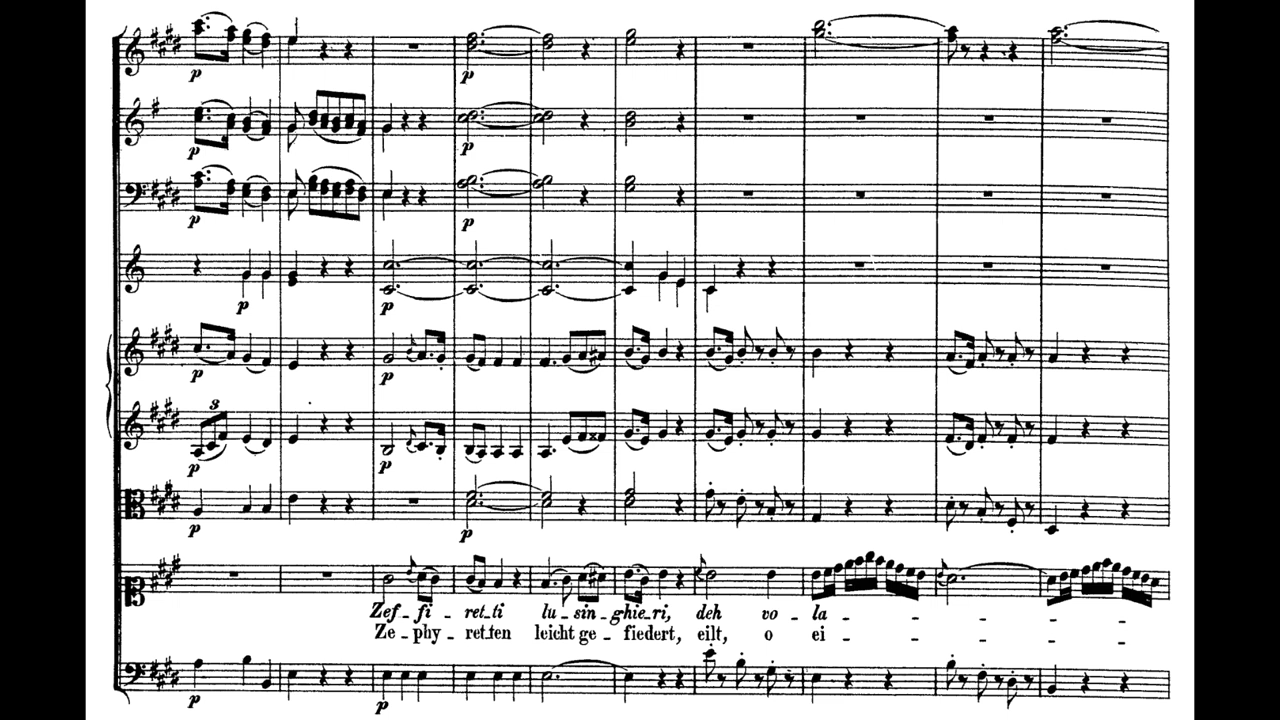 p
p
p
p
p
p
p
p
p
3
p
p
p
p
Zef - fi - ret - ti lu - sin - ghie - ri, deh vo - la - - - - - -
Ze - phy - ret - ten leicht ge - fiedert, eilt, o ei - - - - - -
p p